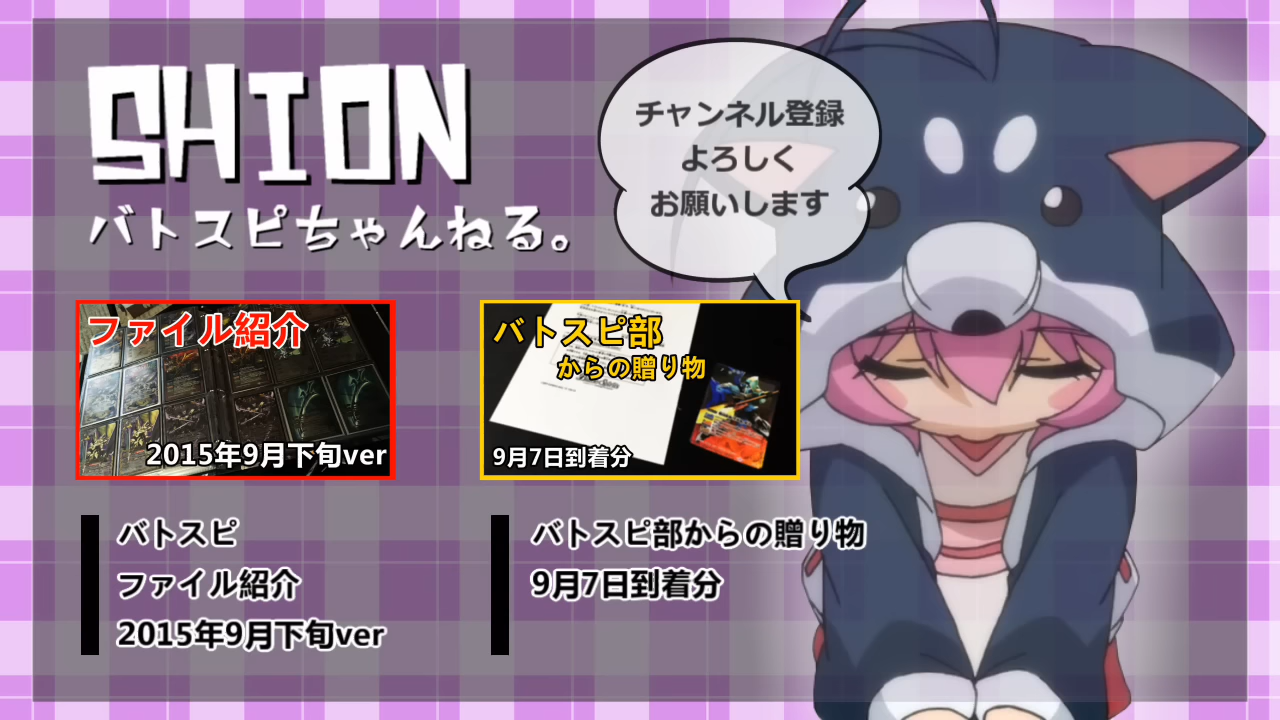 SHION
バトスピちゃんねる。
チャンネル登録
よろしく
お願いします
ファイル紹介
2015年9月下旬ver
バトスピ部
からの贈り物
9月7日到着分
バトスピ
ファイル紹介
2015年9月下旬ver
バトスピ部からの贈り物
9月7日到着分